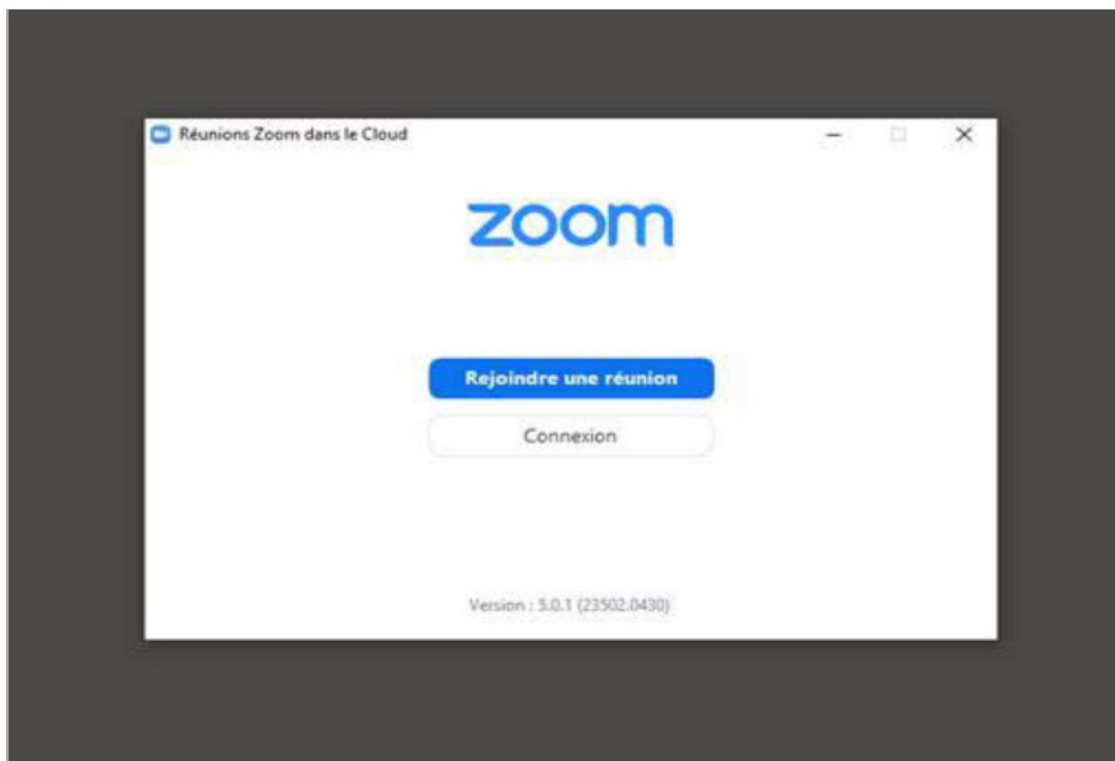 Réunions Zoom dans le Cloud
zoom
Rejoindre une réunion
Connexion
Version : 5.0.1 (23502.0430)